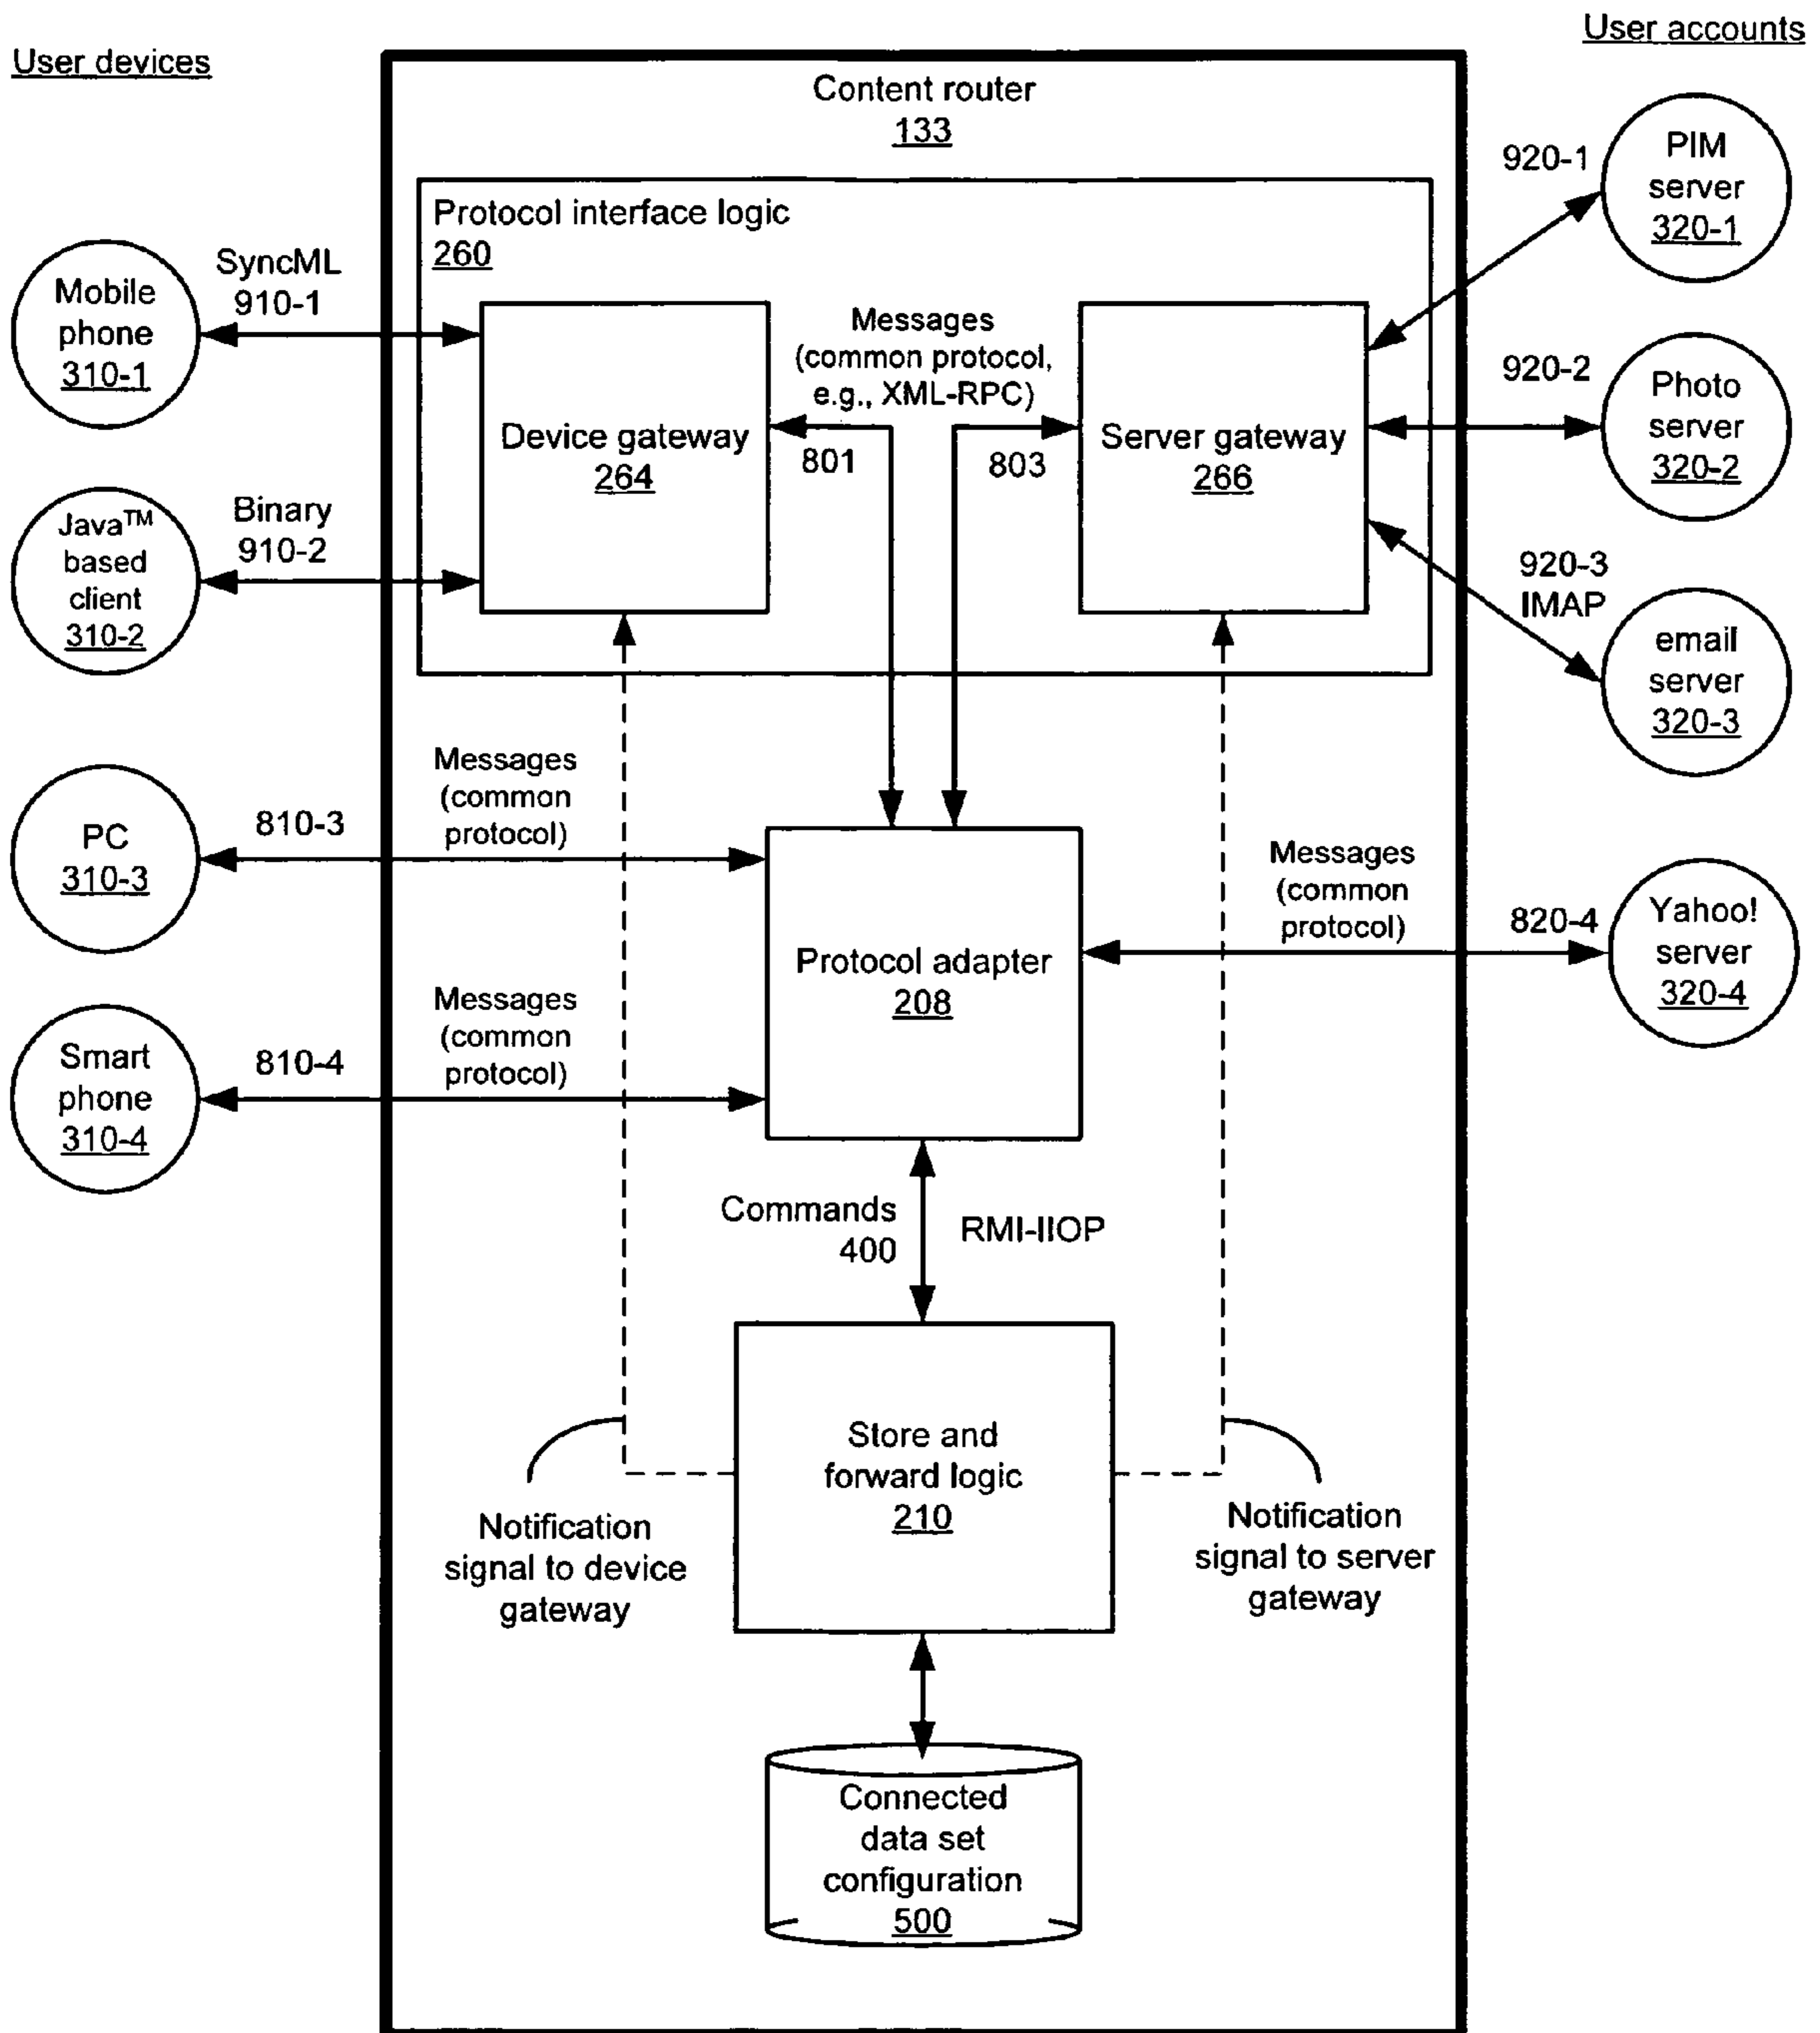 User devices
User accounts
Content router
133
Protocol interface logic
260
Mobile
phone
310-1
SyncML
910-1
Java™
based
client
310-2
Binary
910-2
Device gateway
264
Messages
(common protocol,
e.g., XML-RPC)
801
803
Server gateway
266
920-1
PIM
server
320-1
920-2
Photo
server
320-2
920-3
IMAP
email
server
320-3
PC
310-3
810-3
Messages
(common
protocol)
Smart
phone
310-4
810-4
Messages
(common
protocol)
Protocol adapter
208
Messages
(common
protocol)
820-4
Yahoo!
server
320-4
Commands
400
RMI-IIOP
Store and
forward logic
210
Notification
signal to device
gateway
Notification
signal to server
gateway
Connected
data set
configuration
500